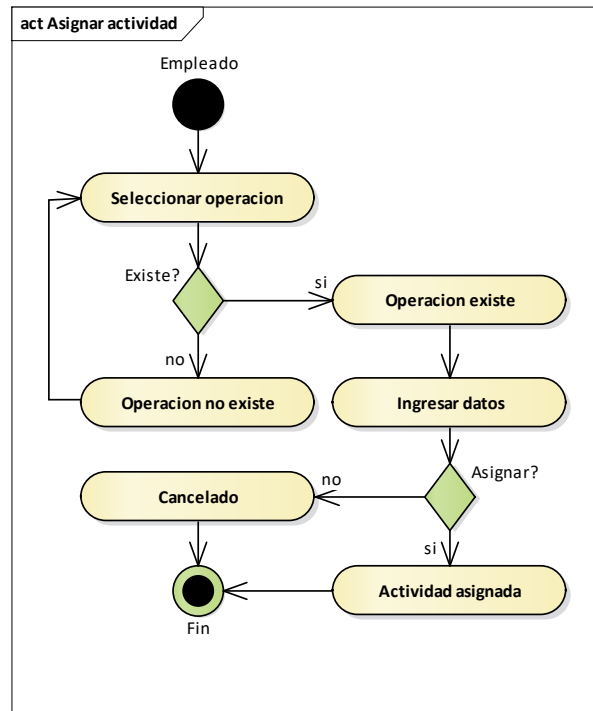 act Asignar actividad
Empleado
Seleccionar operacion
Existe?
si
Operacion existe
no
Operacion no existe
Ingresar datos
Asignar?
no
Cancelado
si
Actividad asignada
Fin